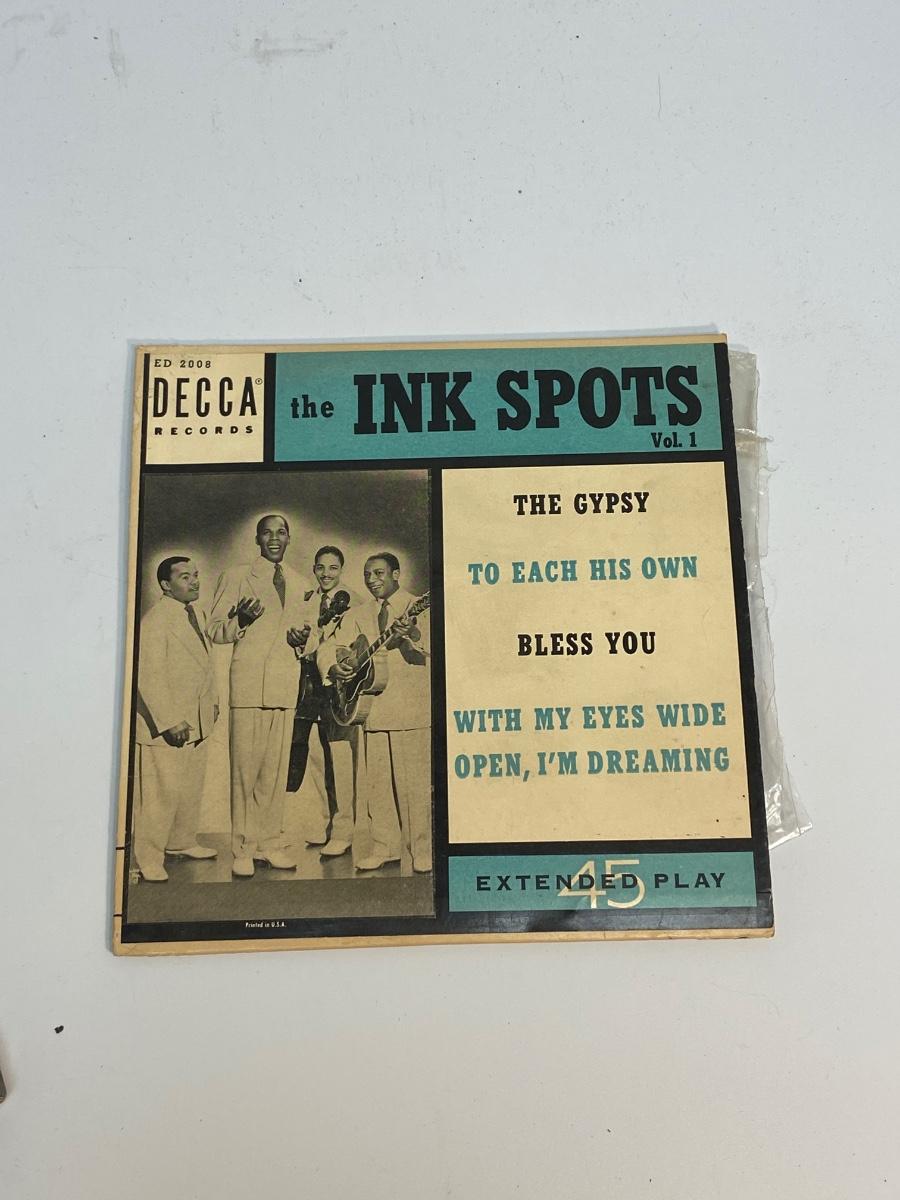 ED 2008
DECCA®
RECORDS
the INK SPOTS
Vol. 1
THE GYPSY
TO EACH HIS OWN
BLESS YOU
WITH MY EYES WIDE
OPEN, I'M DREAMING
45
EXTENDED PLAY
Printed in U.S.A.